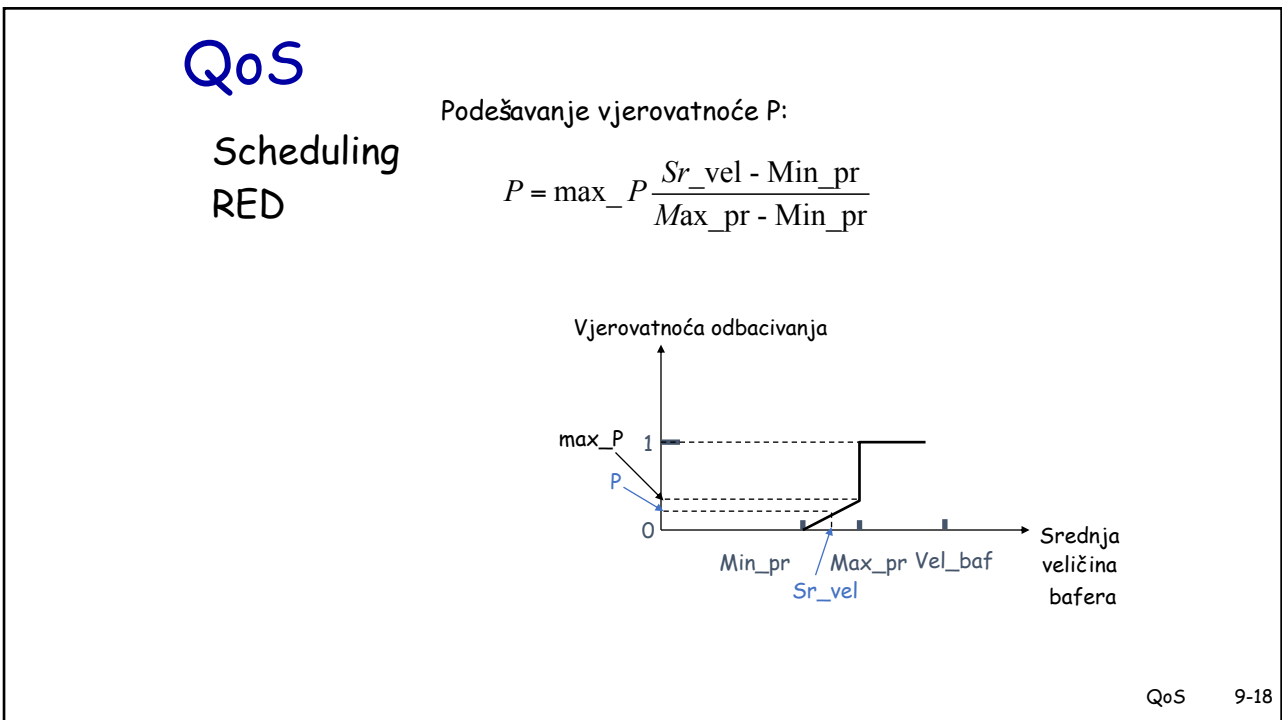 QoS
Scheduling
RED
Podešavanje vjerovatnoće P:
P = max_ P Sr_vel - Min_pr / Max_pr - Min_pr
Vjerovatnoća odbacivanja
max_P
1
P
0
Min_pr
Max_pr
Vel_baf
Sr_vel
Srednja
veličina
bafera
QoS 9-18